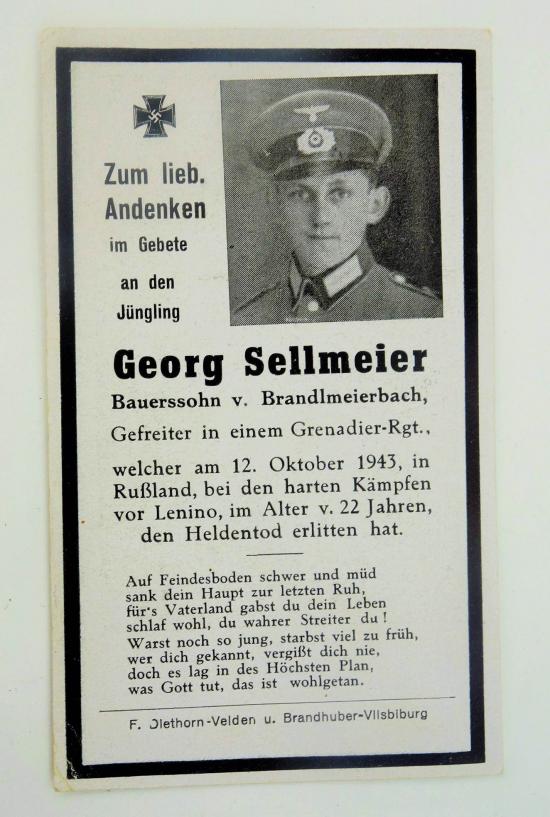 Zum lieb.
Andenken
im Gebete
an den
Jüngling
Georg Sellmeier
Bauerssohn v. Brandlmeierbach,
Gefreiter in einem Grenadier-Rgt.,
welcher am 12. Oktober 1943, in
Rußland, bei den harten Kämpfen
vor Lenino, im Alter v. 22 Jahren,
den Heldentod erlitten hat.
Auf Feindesboden schwer und müd
sank dein Haupt zur letzten Ruh,
für's Vaterland gabst du dein Leben
schlaf wohl, du wahrer Streiter du!
Warst noch so jung, starbst viel zu früh,
wer dich gekannt, vergißt dich nie,
doch es lag in des Höchsten Plan,
was Gott tut, das ist wohlgetan.
F. Diethorn-Velden u. Brandhuber-Vilsbiburg